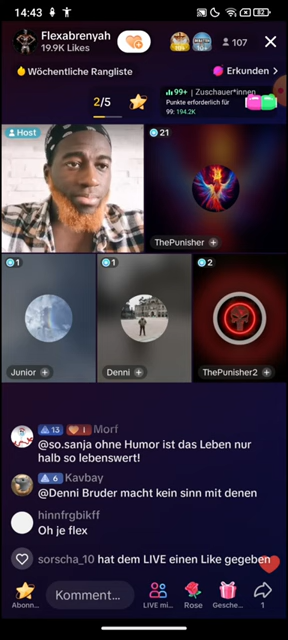 14:43
82
Flexabrenyah
19.9K Likes
107
Wöchentliche Rangliste
Erkunden >
2/5
99+ | Zuschauer*innen
Punkte erforderlich für
99: 194.2K
Host
21
ThePunisher +
1
1
2
Junior +
Denni +
ThePunisher2 +
13 I Morf
@so.sanja ohne Humor ist das Leben nur
halb so lebenswert!
6 Kavbay
@Denni Bruder macht kein sinn mit denen
hinnfrgbikff
Oh je flex
sorscha_10 hat dem LIVE einen Like gegeben
Komment...
Abonn...
LIVE mi...
Rose
Gesche...
1